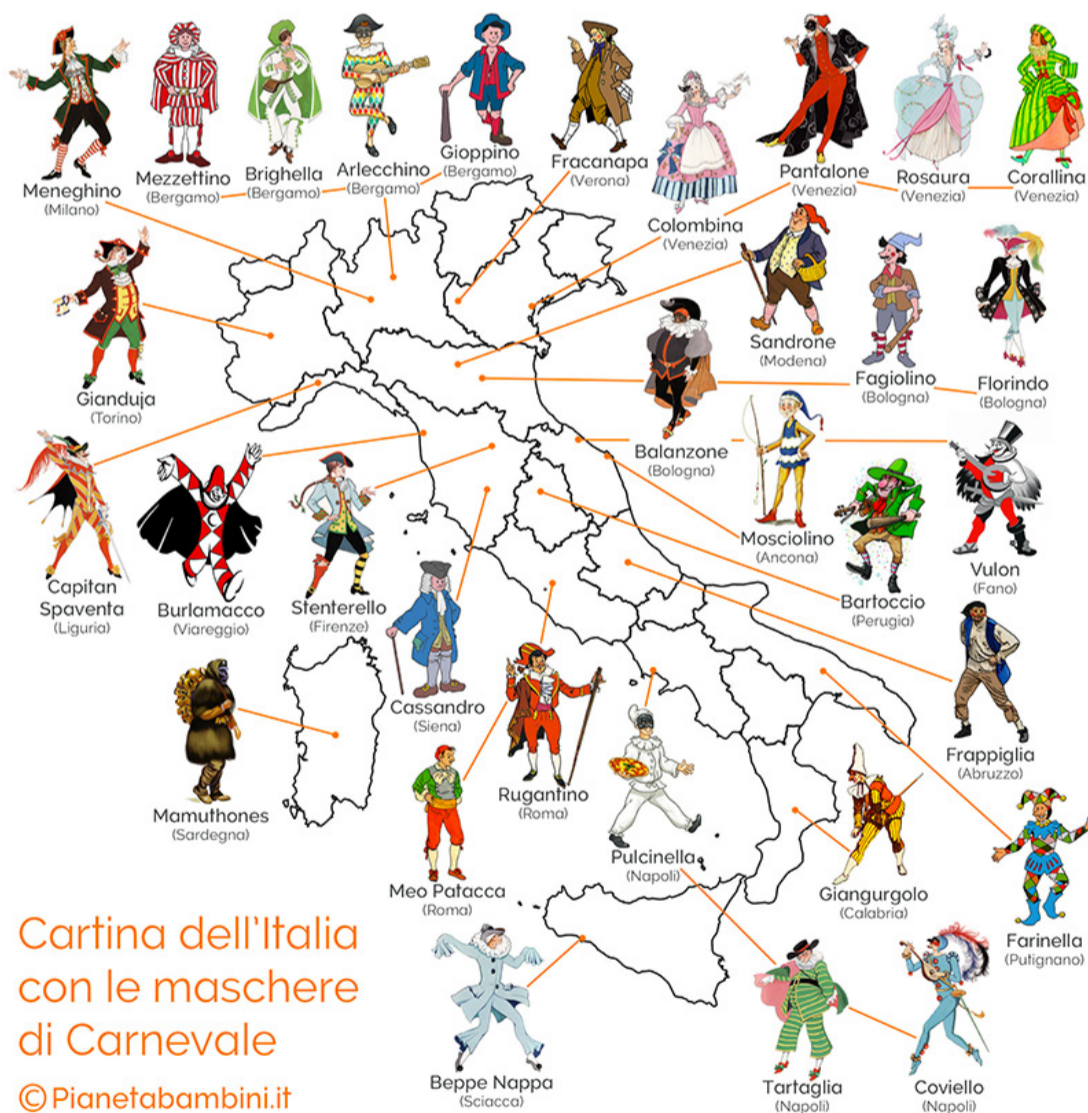 Meneghino
(Milano)
Mezzettino
(Bergamo)
Brighella
(Bergamo)
Arlecchino
(Bergamo)
Gioppino
(Bergamo)
Fracanapa
(Verona)
Colombina
(Venezia)
Pantalone
(Venezia)
Rosaura
(Venezia)
Corallina
(Venezia)
Gianduja
(Torino)
Sandrone
(Modena)
Fagiolino
(Bologna)
Florindo
(Bologna)
Balanzone
(Bologna)
Mosciolino
(Ancona)
Vulon
(Fano)
Capitan
Spaventa
(Liguria)
Burlamacco
(Viareggio)
Stenterello
(Firenze)
Bartoccio
(Perugia)
Cassandro
(Siena)
Frappiglia
(Abruzzo)
Mamuthones
(Sardegna)
Rugantino
(Roma)
Meo Patacca
(Roma)
Pulcinella
(Napoli)
Giangurgolo
(Calabria)
Farinella
(Putignano)
Cartina dell'Italia
con le maschere
di Carnevale
© Pianetabambini.it
Beppe Nappa
(Sciacca)
Tartaglia
(Napoli)
Coviello
(Napoli)